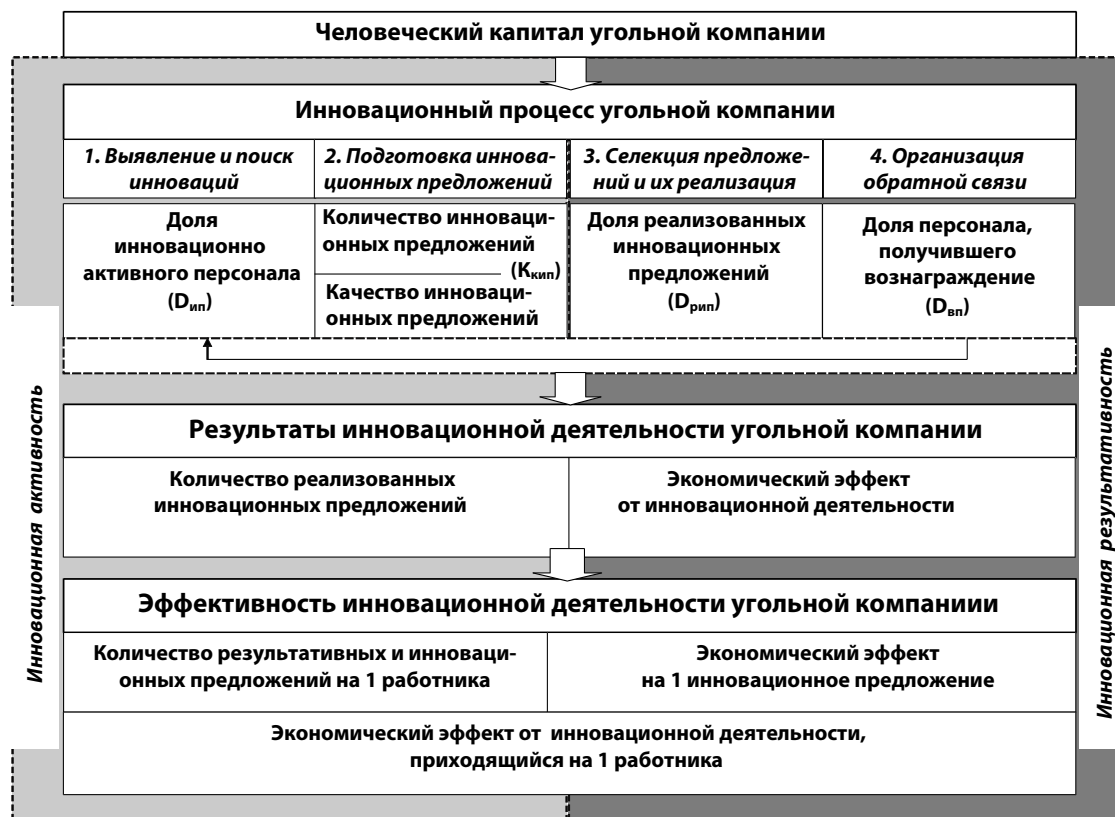 Человеческий капитал угольной компании
Инновационный процесс угольной компании
1. Выявление и поиск
инноваций
2. Подготовка иннова-
ционных предложений
3. Селекция предложе-
ний и их реализация
4. Организация
обратной связи
Доля
инновационно
активного персонала
(Dип)
Количество инноваци-
онных предложений
(Kкип)
Качество инноваци-
онных предложений
Доля реализованных
инновационных
предложений
(Dрип)
Доля персонала,
получившего
вознаграждение
(Dвп)
Результаты инновационной деятельности угольной компании
Количество реализованных
инновационных предложений
Экономический эффект
от инновационной деятельности
Эффективность инновационной деятельности угольной компаниии
Количество результативных и инноваци-
онных предложений на 1 работника
Экономический эффект
на 1 инновационное предложение
Экономический эффект от инновационной деятельности,
приходящийся на 1 работника
Инновационная активность
Инновационная результативность